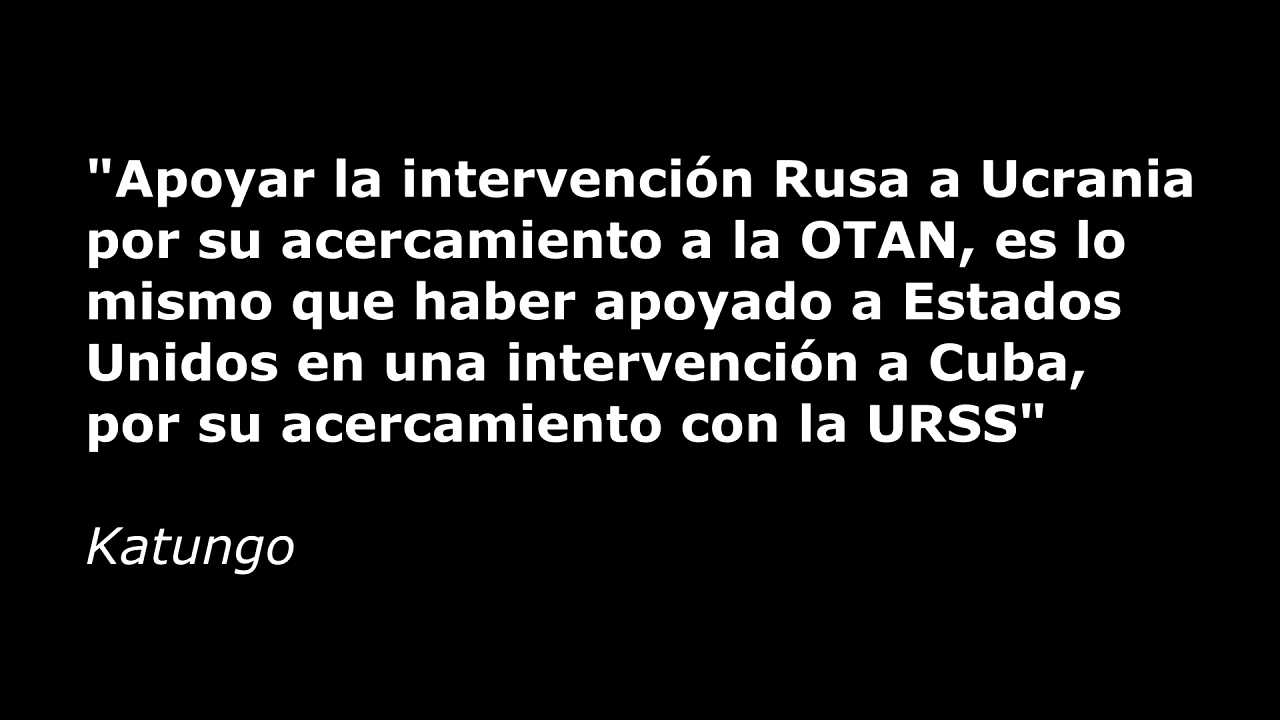 "Apoyar la intervención Rusa a Ucrania
por su acercamiento a la OTAN, es lo
mismo que haber apoyado a Estados
Unidos en una intervención a Cuba,
por su acercamiento con la URSS"
Katungo